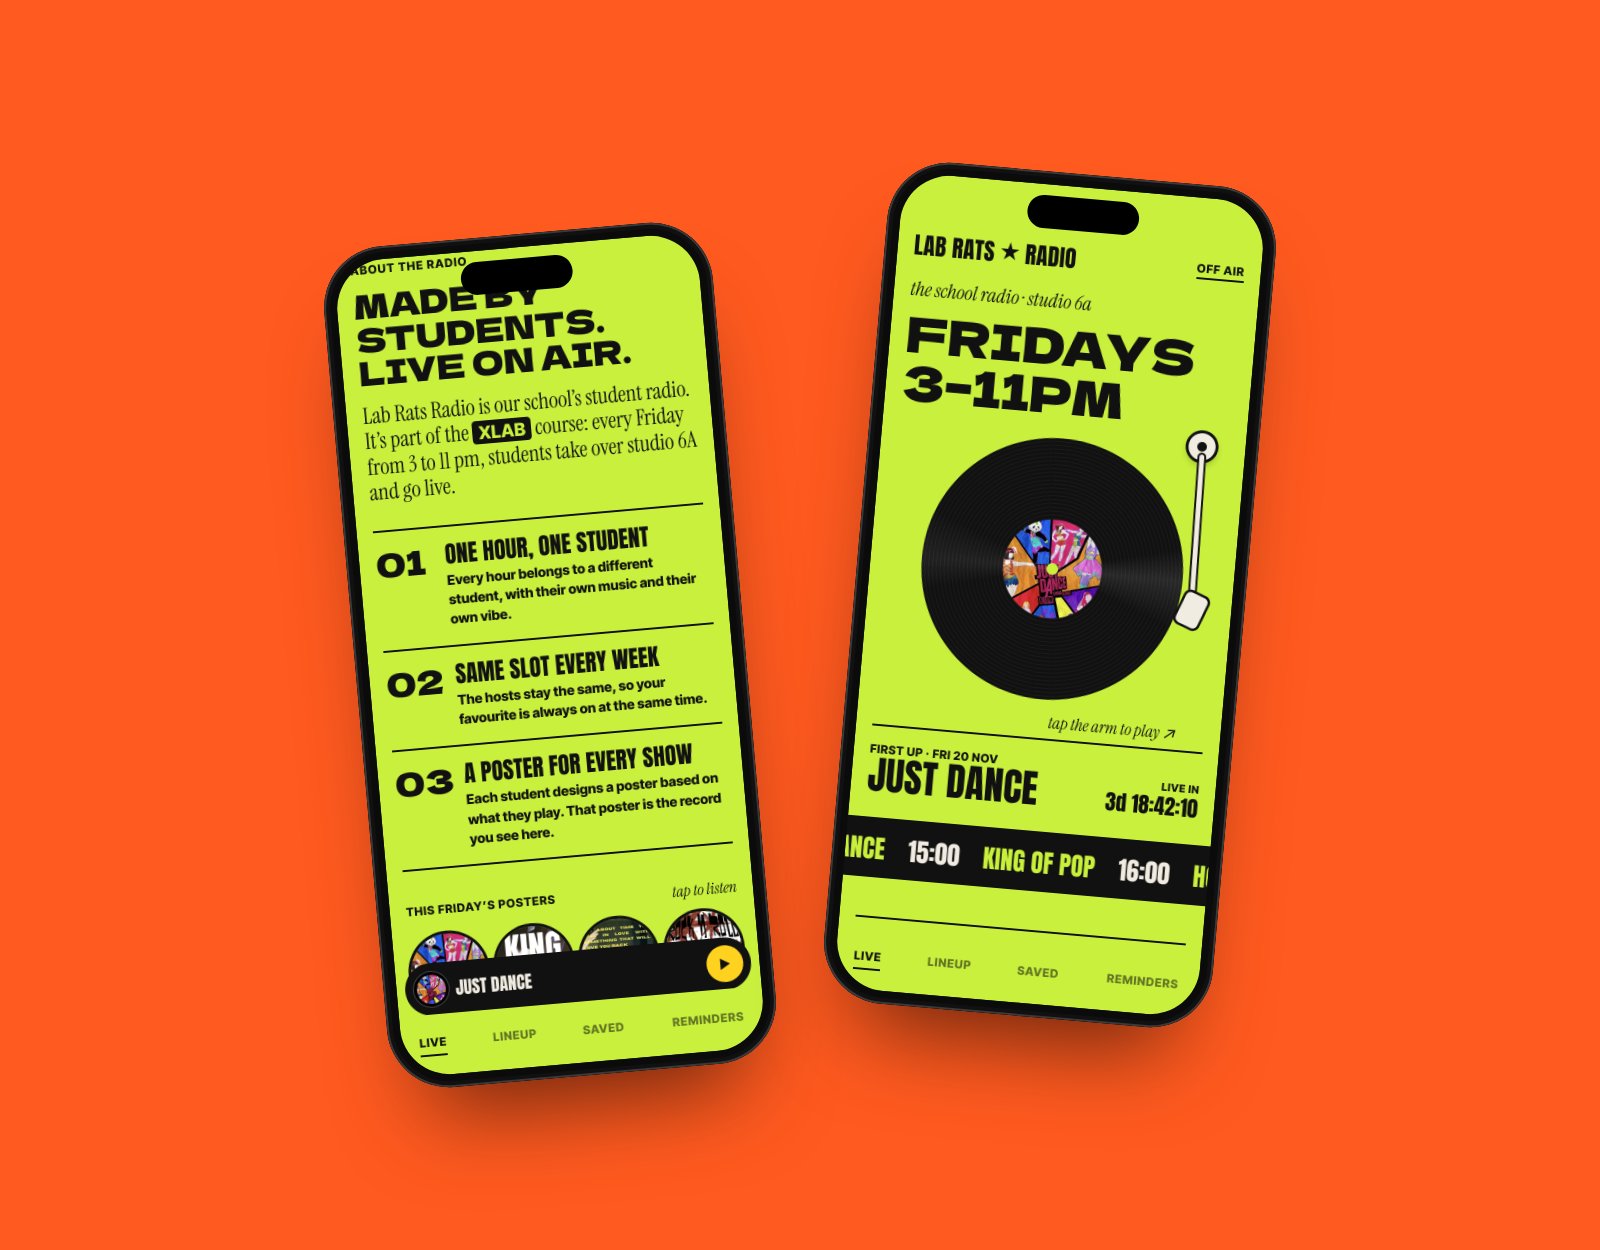 ABOUT THE RADIO
MADE BY
STUDENTS.
LIVE ON AIR.
Lab Rats Radio is our school's student radio.
It's part of the XLAB course: every Friday
from 3 to 11 pm, students take over studio 6A
and go live.
01
ONE HOUR, ONE STUDENT
Every hour belongs to a different
student, with their own music and their
own vibe.
02
SAME SLOT EVERY WEEK
The hosts stay the same, so your
favourite is always on at the same time.
03
A POSTER FOR EVERY SHOW
Each student designs a poster based on
what they play. That poster is the record
you see here.
THIS FRIDAY'S POSTERS
tap to listen
KING
JUST DANCE
LIVE LINEUP SAVED REMINDERS
LAB RATS ★ RADIO
OFF AIR
the school radio · studio 6a
FRIDAYS
3–11PM
tap the arm to play ↗
FIRST UP · FRI 20 NOV
JUST DANCE
LIVE IN
3d 18:42:10
ANCE 15:00 KING OF POP 16:00
LIVE LINEUP SAVED REMINDERS